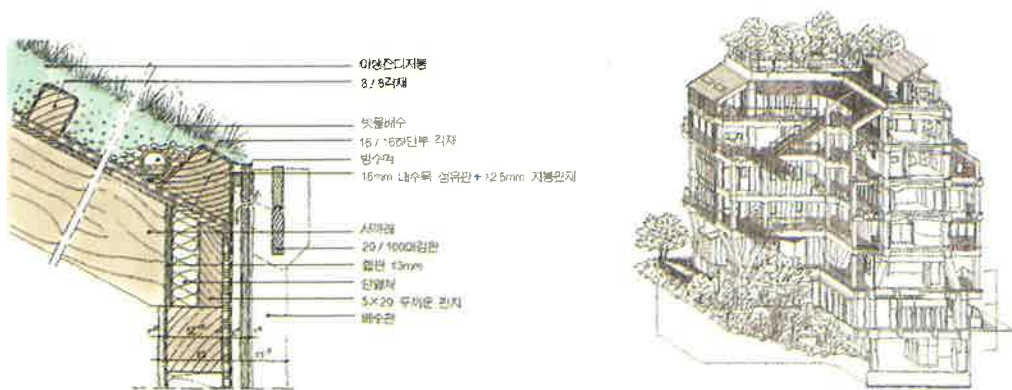 야생잔디지붕
8/8각재
빗물배수
16/16하단부 각재
방수막
16mm 내수목 섬유판+12.5mm 지붕판재
서까래
20/100마감판
합판 13mm
단열재
5×20 두꺼운 판재
배수관